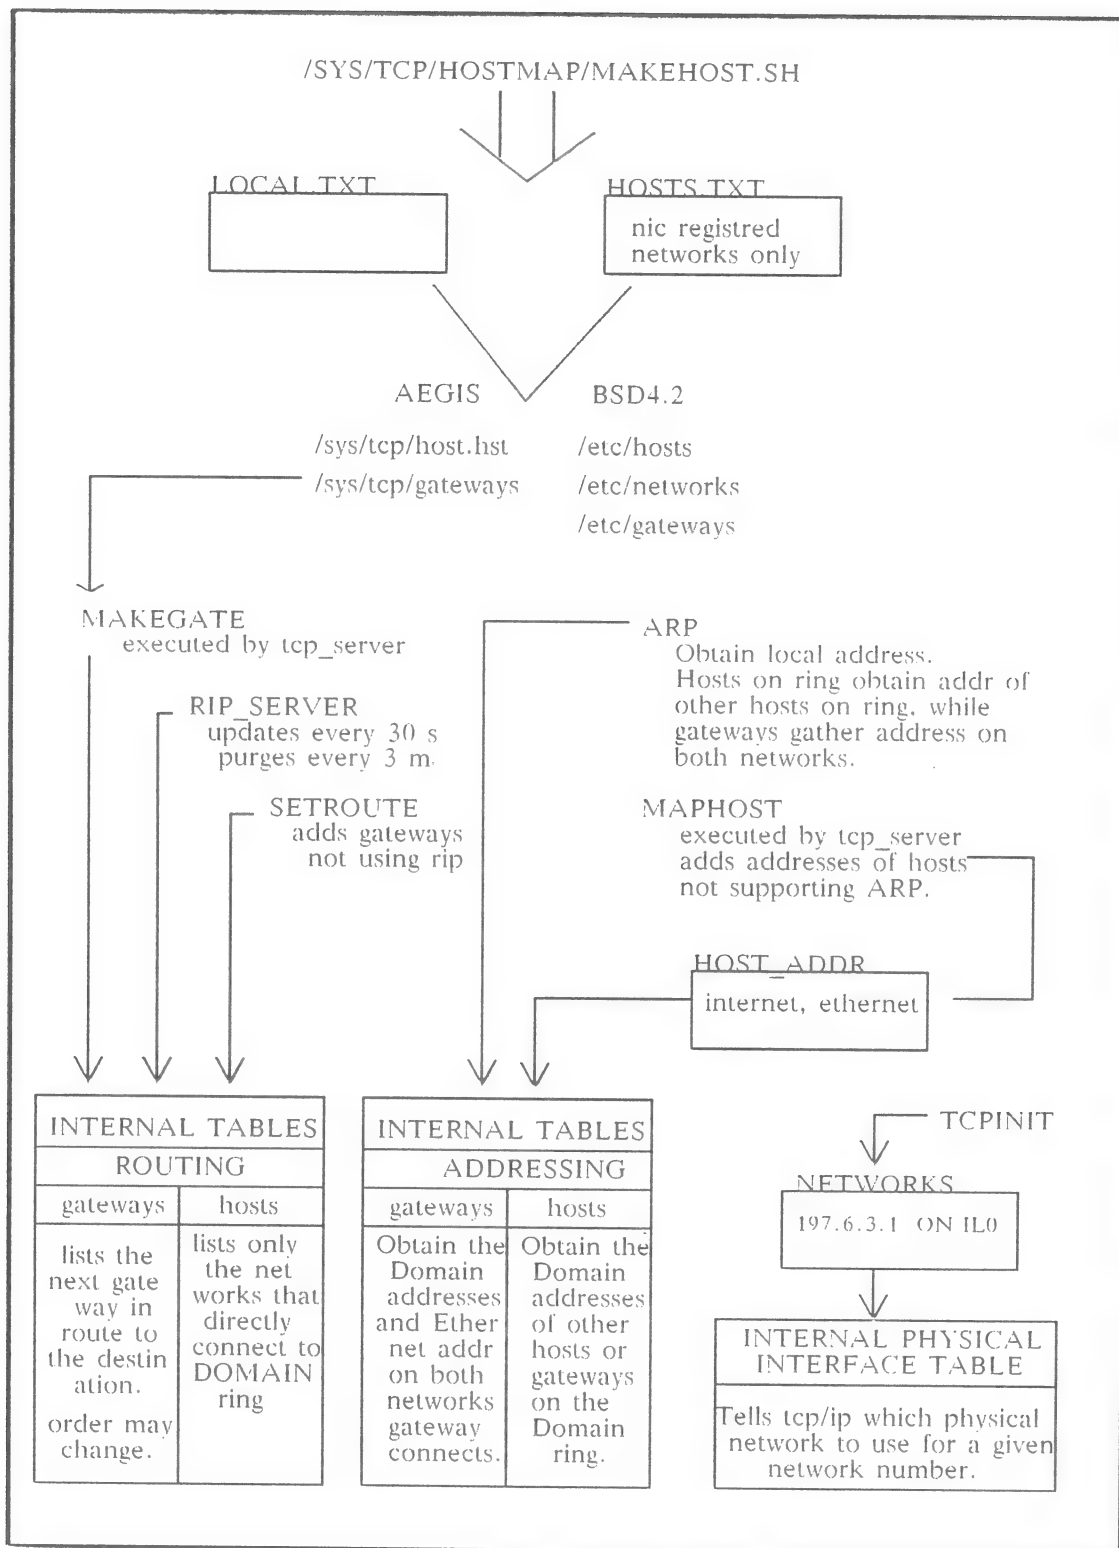 /SYS/TCP/HOSTMAP/MAKEHOST.SH
LOCAL.TXT
HOSTS.TXT
nic registred
networks only
AEGIS
BSD4.2
/sys/tcp/host.hst
/etc/hosts
/sys/tcp/gateways
/etc/networks
/etc/gateways
MAKEGATE
executed by tcp_server
RIP_SERVER
updates every 30 s
purges every 3 m
SETROUTE
adds gateways
not using rip
ARP
Obtain local address.
Hosts on ring obtain addr of
other hosts on ring, while
gateways gather address on
both networks.
MAPHOST
executed by tcp_server
adds addresses of hosts
not supporting ARP.
HOST_ADDR
internet, ethernet
INTERNAL TABLES
ROUTING
gateways
hosts
lists the
next gate
way in
route to
the destin
ation.
order may
change.
lists only
the net
works that
directly
connect to
DOMAIN
ring
INTERNAL TABLES
ADDRESSING
gateways
hosts
Obtain the
Domain
addresses
and Ether
net addr
on both
networks
gateway
connects.
Obtain the
Domain
addresses
of other
hosts or
gateways
on the
Domain
ring.
TCPINIT
NETWORKS
197.6.3.1 ON IL0
INTERNAL PHYSICAL
INTERFACE TABLE
Tells tcp/ip which physical
network to use for a given
network number.